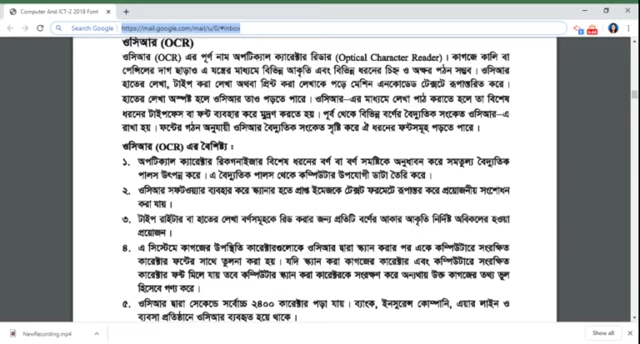 Computer And ICT-2 2018 Font
Search Google
https://mail.google.com/mail/u/0/#inbox
ওসিআর (OCR)
ওসিআর (OCR) এর পূর্ণ নাম অপটিক্যাল ক্যারেক্টার রিডার (Optical Character Reader)। কাগজে কালি বা
পেন্সিলের দাগ ছাড়াও এ যন্ত্রের মাধ্যমে বিভিন্ন আকৃতি এবং বিভিন্ন ধরনের চিহ্ন ও অক্ষর পঠন সম্ভব। ওসিআর
হাতের লেখা, টাইপ করা লেখা অথবা প্রিন্ট করা লেখাকে পড়ে মেশিন এনকোডেড টেক্সটে রূপান্তরিত করে।
হাতের লেখা অস্পষ্ট হলে ওসিআর তাও পড়তে পারে। ওসিআর-এর মাধ্যমে লেখা পাঠ করাতে হলে তা বিশেষ
ধরনের টাইপফেস বা ফন্ট ব্যবহার করে মুদ্রণ করতে হয়। পূর্ব থেকে বিভিন্ন বর্ণের বৈদ্যুতিক সংকেত ওসিআর-এ
রাখা হয়। ফন্টের গঠন অনুযায়ী ওসিআর বৈদ্যুতিক সংকেত সৃষ্টি করে ঐ ধরনের ফন্টসমূহ পড়তে পারে।
ওসিআর (OCR) এর বৈশিষ্ট্য:
১. অপটিক্যাল ক্যারেক্টার রিকগনাইজার বিশেষ ধরনের বর্ণ বা বর্ণ সমষ্টিকে অনুধাবন করে সমতুল্য বৈদ্যুতিক
পালস উৎপন্ন করে। এ বৈদ্যুতিক পালস থেকে কম্পিউটার উপযোগী ডাটা তৈরি করে।
২. ওসিআর সফটওয়্যার ব্যবহার করে স্ক্যানার হতে প্রাপ্ত ইমেজকে টেক্সট ফরমেটে রূপান্তর করে প্রয়োজনীয় সংশোধন
করা যায়।
৩. টাইপ রাইটার বা হাতের লেখা বর্ণসমূহকে রিড করার জন্য প্রতিটি বর্ণের আকার আকৃতি নির্দিষ্ট অবিকলের হওয়া
প্রয়োজন।
৪. এ সিস্টেমে কাগজের উপস্থিতি কারেক্টারগুলোকে ওসিআর দ্বারা স্ক্যান করার পর একে কম্পিউটারে সংরক্ষিত
কারেক্টার ফন্টের সাথে তুলনা করা হয়। যদি স্ক্যান করা কাগজের কারেক্টার এবং কম্পিউটারে সংরক্ষিত
কারেক্টার ফন্ট মিলে যায় তবে কম্পিউটার স্ক্যান করা কারেক্টারকে সংরক্ষণ করে অন্যথায় উক্ত কাগজের তথ্য ভুল
হিসেবে গণ্য করে।
৫. ওসিআর দ্বারা সেকেন্ডে সর্বোচ্চ ২৪০০ কারেক্টার পড়া যায়। ব্যাংক, ইনসুরেন্স কোম্পানি, এয়ার লাইন ও
ব্যবসা প্রতিষ্ঠানে ওসিআর ব্যবহৃত হয়ে থাকে।
NewRecording.mp4
Show all